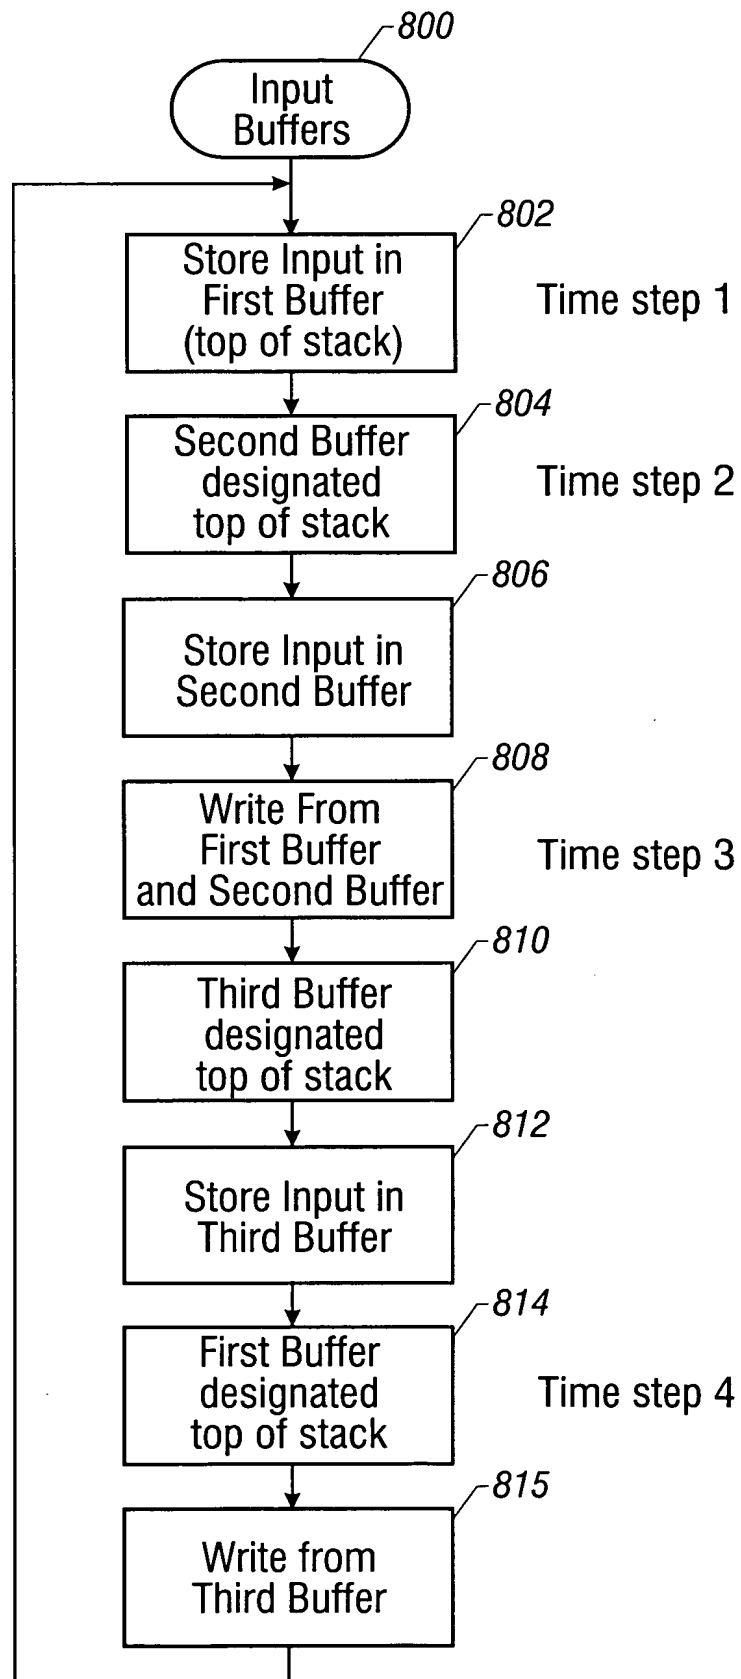 800
Input
Buffers
802
Store Input in
First Buffer
(top of stack)
Time step 1
804
Second Buffer
designated
top of stack
Time step 2
806
Store Input in
Second Buffer
808
Write From
First Buffer
and Second Buffer
Time step 3
810
Third Buffer
designated
top of stack
812
Store Input in
Third Buffer
814
First Buffer
designated
top of stack
Time step 4
815
Write from
Third Buffer